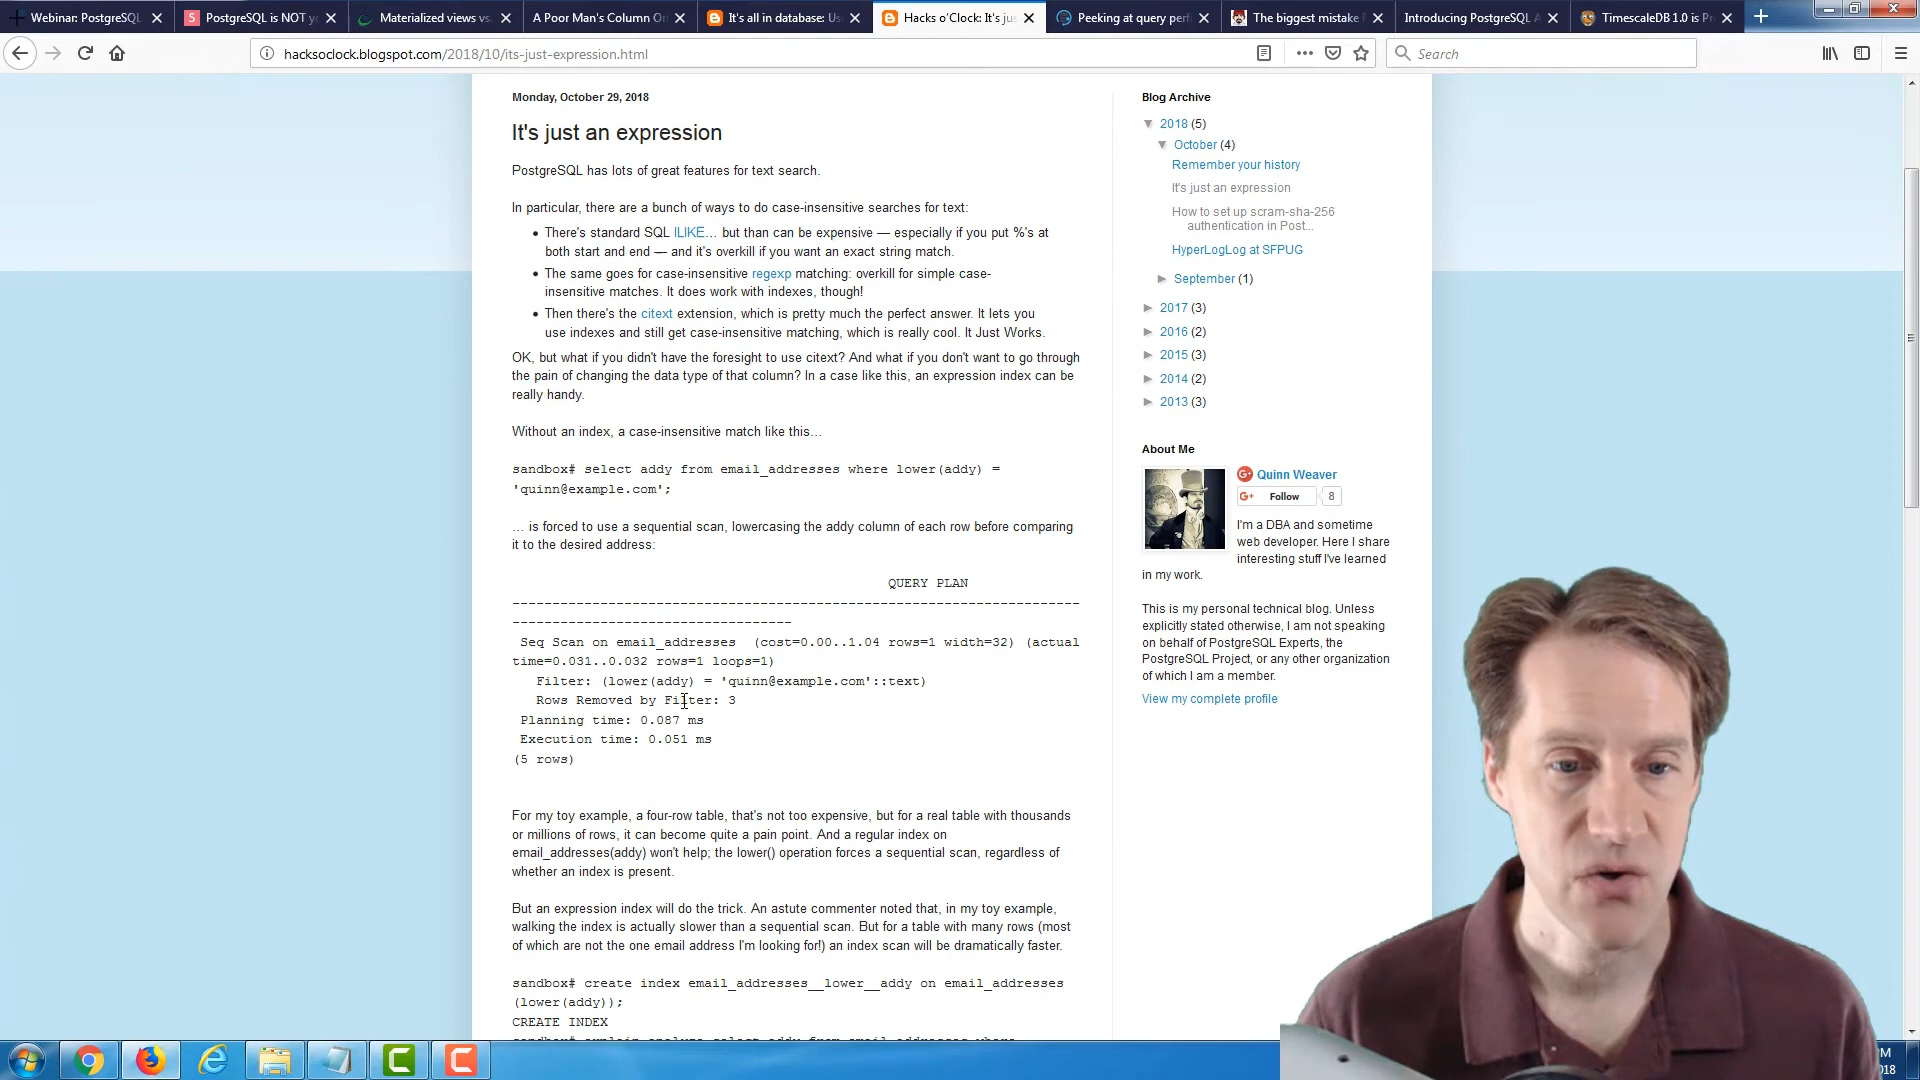 Webinar: PostgreSQL
PostgreSQL is NOT y
Materialized views vs.
A Poor Man's Column Or
It's all in database: Us
Hacks o'Clock: It's jus
Peeking at query perf
The biggest mistake
Introducing PostgreSQL A
TimescaleDB 1.0 is Pr
hacksoclock.blogspot.com/2018/10/its-just-expression.html
Search
Monday, October 29, 2018
It's just an expression
PostgreSQL has lots of great features for text search.
In particular, there are a bunch of ways to do case-insensitive searches for text:
There's standard SQL ILIKE… but than can be expensive — especially if you put %'s at
both start and end — and it's overkill if you want an exact string match.
The same goes for case-insensitive regexp matching: overkill for simple case-
insensitive matches. It does work with indexes, though!
Then there's the citext extension, which is pretty much the perfect answer. It lets you
use indexes and still get case-insensitive matching, which is really cool. It Just Works.
OK, but what if you didn't have the foresight to use citext? And what if you don't want to go through
the pain of changing the data type of that column? In a case like this, an expression index can be
really handy.
Without an index, a case-insensitive match like this…
sandbox# select addy from email_addresses where lower(addy) =
'quinn@example.com';
… is forced to use a sequential scan, lowercasing the addy column of each row before comparing
it to the desired address:
QUERY PLAN
-----------------------------------------------------------------------
-----------------------------------
Seq Scan on email_addresses  (cost=0.00..1.04 rows=1 width=32) (actual
time=0.031..0.032 rows=1 loops=1)
Filter: (lower(addy) = 'quinn@example.com'::text)
Rows Removed by Filter: 3
Planning time: 0.087 ms
Execution time: 0.051 ms
(5 rows)
For my toy example, a four-row table, that's not too expensive, but for a real table with thousands
or millions of rows, it can become quite a pain point. And a regular index on
email_addresses(addy) won't help; the lower() operation forces a sequential scan, regardless of
whether an index is present.
But an expression index will do the trick. An astute commenter noted that, in my toy example,
walking the index is actually slower than a sequential scan. But for a table with many rows (most
of which are not the one email address I'm looking for!) an index scan will be dramatically faster.
sandbox# create index email_addresses__lower__addy on email_addresses
(lower(addy));
CREATE INDEX
sandbox# explain analyze select addy from email_addresses where
Blog Archive
▼ 2018 (5)
▼ October (4)
Remember your history
It's just an expression
How to set up scram-sha-256
authentication in Post...
HyperLogLog at SFPUG
► September (1)
► 2017 (3)
► 2016 (2)
► 2015 (3)
► 2014 (2)
► 2013 (3)
About Me
Quinn Weaver
G+ Follow 8
I'm a DBA and sometime
web developer. Here I share
interesting stuff I've learned
in my work.
This is my personal technical blog. Unless
explicitly stated otherwise, I am not speaking
on behalf of PostgreSQL Experts, the
PostgreSQL Project, or any other organization
of which I am a member.
View my complete profile
PM
018